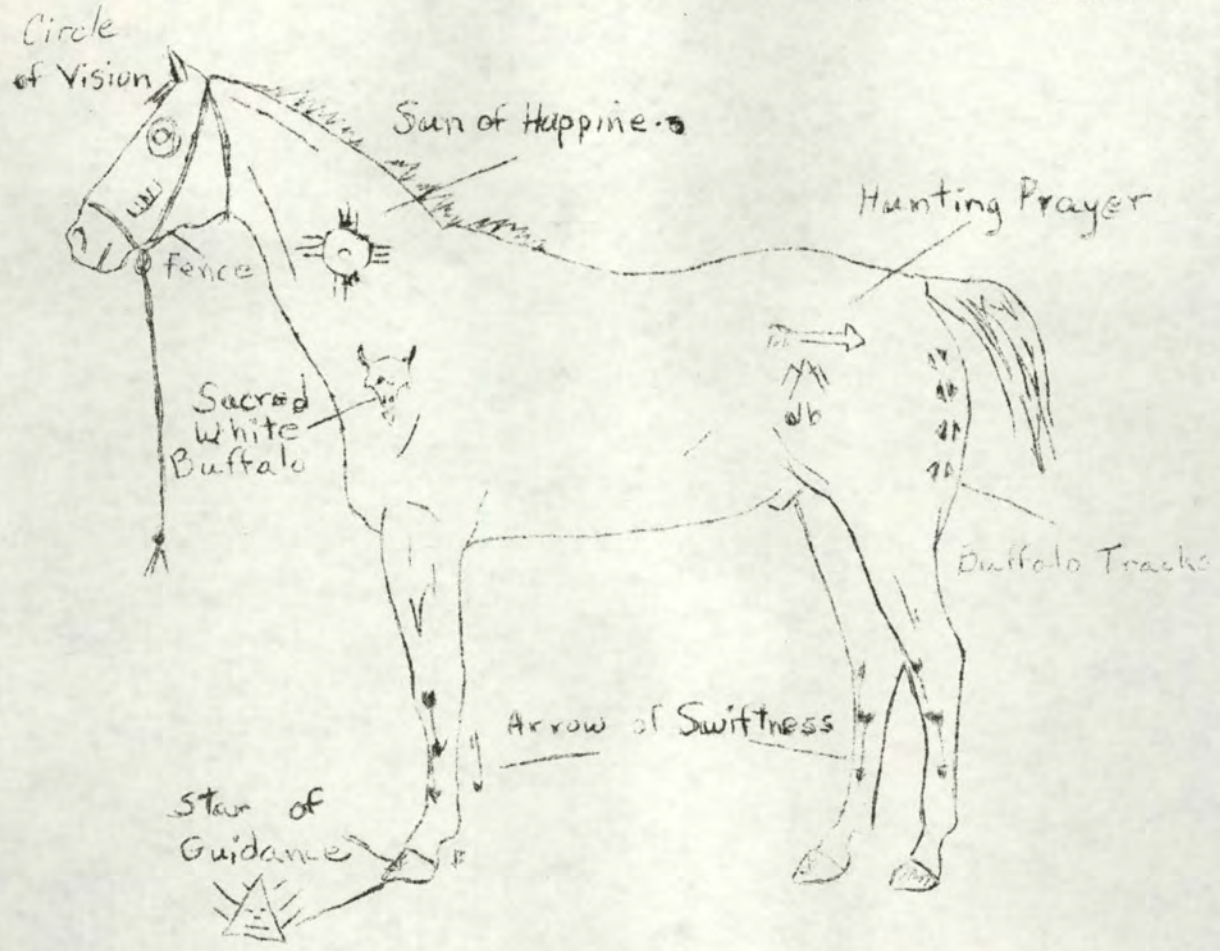 Circle
of Vision
Sun of Happines
Hunting Prayer
Fence
Sacred
White
Buffalo
Buffalo Tracks
Arrow of Swiftness
Star of
Guidance